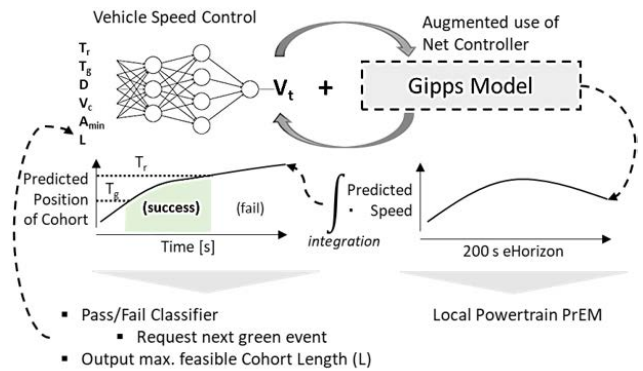 Vehicle Speed Control
Augmented use of
Net Controller
Tr
Tg
D
Vc
Amin
L
Vt
+
Gipps Model
Tr
Tg
Predicted
Position
of Cohort
(success)
(fail)
Time [s]
∫
integration
Predicted
Speed
200 s eHorizon
▪ Pass/Fail Classifier
▪ Request next green event
▪ Output max. feasible Cohort Length (L)
Local Powertrain PrEM